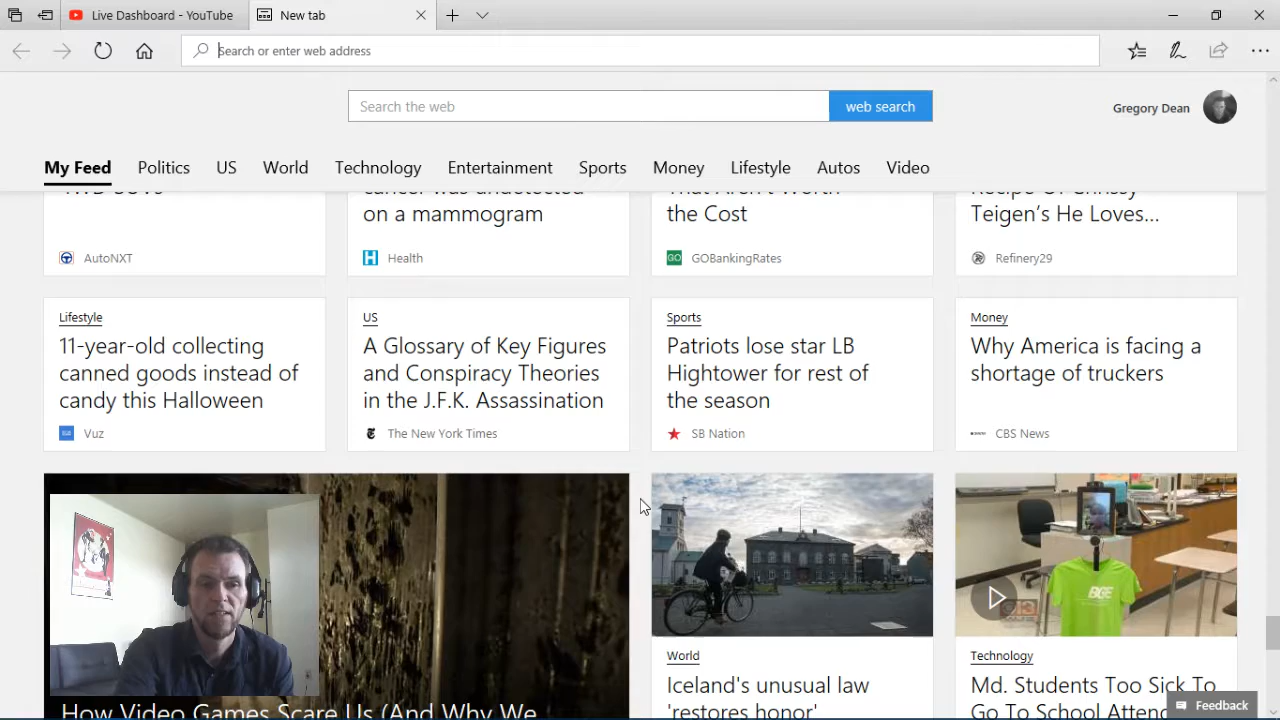 Live Dashboard - YouTube
New tab
Search or enter web address
Search the web
web search
Gregory Dean
My Feed
Politics
US
World
Technology
Entertainment
Sports
Money
Lifestyle
Autos
Video
cancer was undetected
on a mammogram
That Aren't Worth
the Cost
Recipe Of Chrissy
Teigen's He Loves...
AutoNXT
H
Health
GO
GOBankingRates
Refinery29
Lifestyle
11-year-old collecting
canned goods instead of
candy this Halloween
Vuz
US
A Glossary of Key Figures
and Conspiracy Theories
in the J.F.K. Assassination
The New York Times
Sports
Patriots lose star LB
Hightower for rest of
the season
SB Nation
Money
Why America is facing a
shortage of truckers
CBS News
How Video Games Scare Us (And Why We
World
Iceland's unusual law
'restores honor'
BGE
Technology
Md. Students Too Sick To
Go To School Attend
Feedback